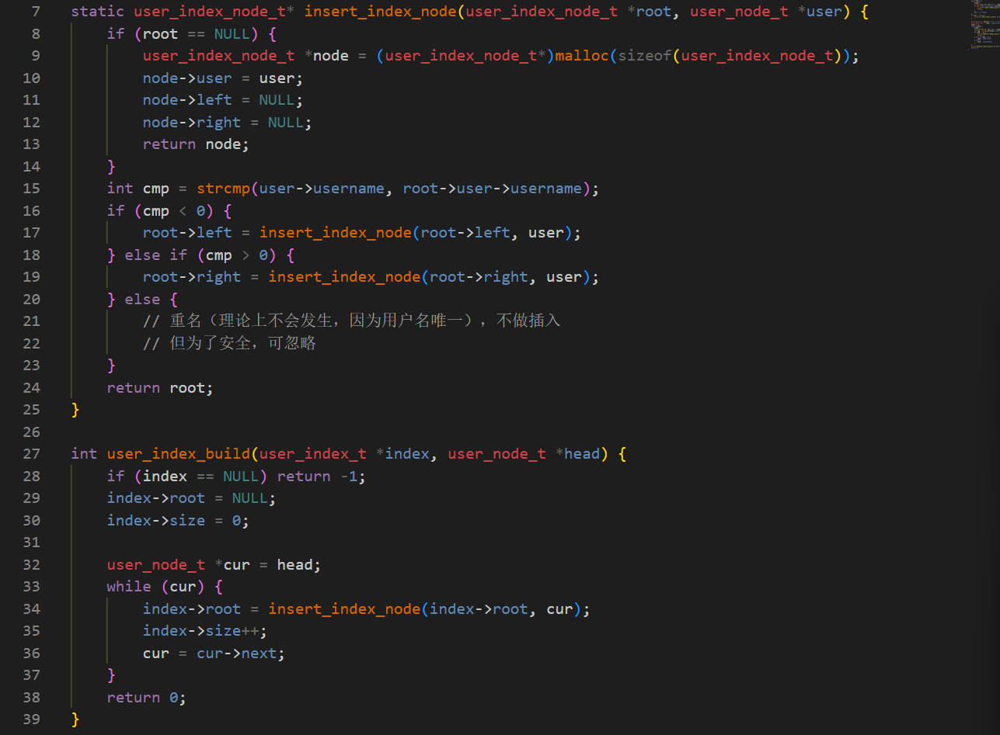 7 static user_index_node_t* insert_index_node(user_index_node_t *root, user_node_t *user) {
8     if (root == NULL) {
9         user_index_node_t *node = (user_index_node_t*)malloc(sizeof(user_index_node_t));
10         node->user = user;
11         node->left = NULL;
12         node->right = NULL;
13         return node;
14     }
15     int cmp = strcmp(user->username, root->user->username);
16     if (cmp < 0) {
17         root->left = insert_index_node(root->left, user);
18     } else if (cmp > 0) {
19         root->right = insert_index_node(root->right, user);
20     } else {
21         // 重名（理论上不会发生，因为用户名唯一），不做插入
22         // 但为了安全，可忽略
23     }
24     return root;
25 }
26
27 int user_index_build(user_index_t *index, user_node_t *head) {
28     if (index == NULL) return -1;
29     index->root = NULL;
30     index->size = 0;
31
32     user_node_t *cur = head;
33     while (cur) {
34         index->root = insert_index_node(index->root, cur);
35         index->size++;
36         cur = cur->next;
37     }
38     return 0;
39 }